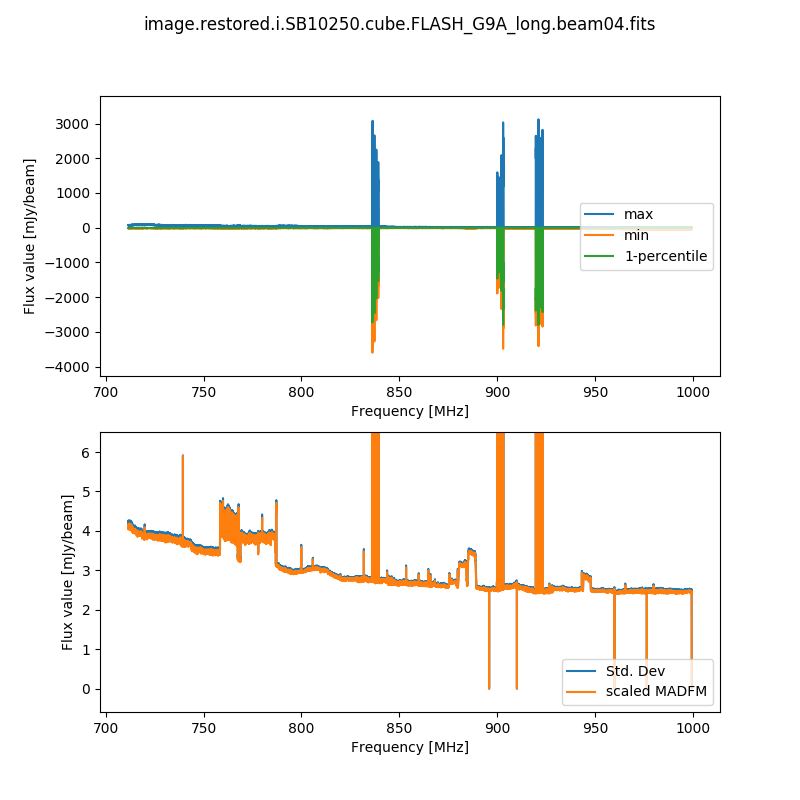 image.restored.i.SB10250.cube.FLASH_G9A_long.beam04.fits
3000
2000
1000
0
−1000
−2000
−3000
−4000
Flux value [mJy/beam]
max
min
1-percentile
700 750 800 850 900 950 1000
Frequency [MHz]
6
5
4
3
2
1
0
Flux value [mJy/beam]
Std. Dev
scaled MADFM
700 750 800 850 900 950 1000
Frequency [MHz]